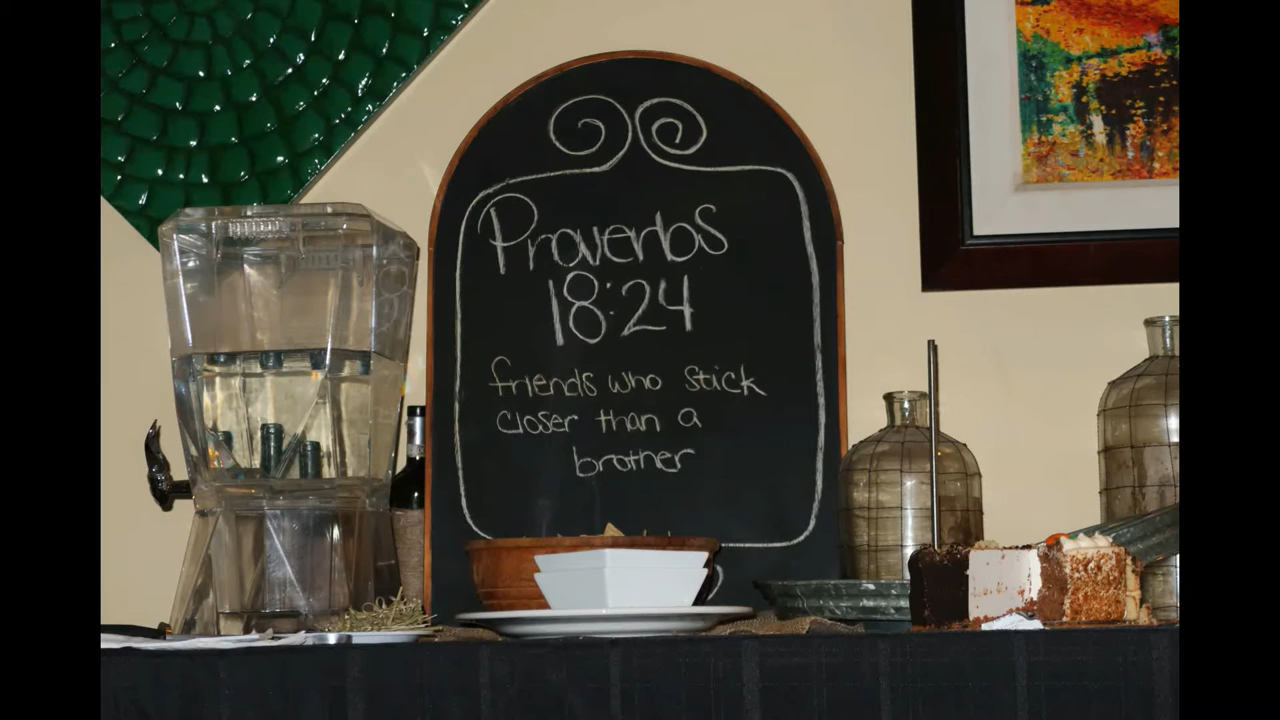 Proverbs
18:24
friends who stick
closer than a
brother